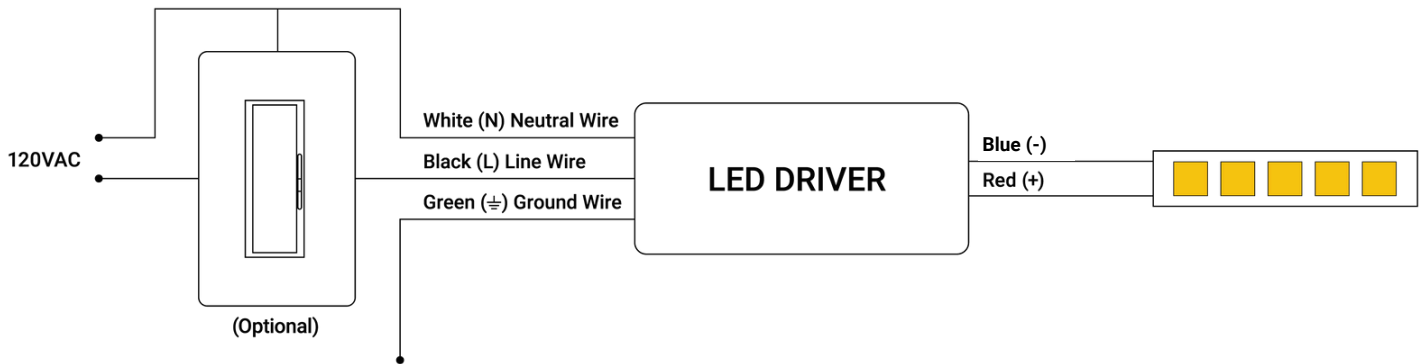 120VAC
(Optional)
White (N) Neutral Wire
Black (L) Line Wire
Green (⏚) Ground Wire
LED DRIVER
Blue (-)
Red (+)